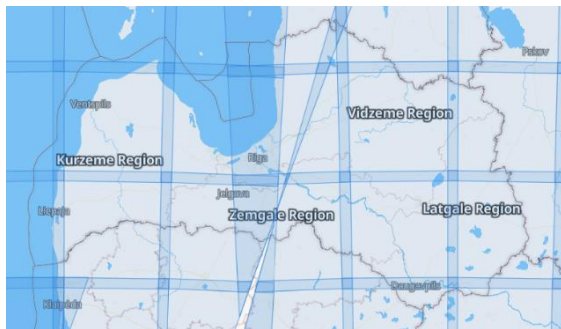 Pskov
Ventspils
Vidzeme Region
Kurzeme Region
Riga
Jelgava
Liepaja
Zemgale Region
Latgale Region
Daugavpils
Klaipėda